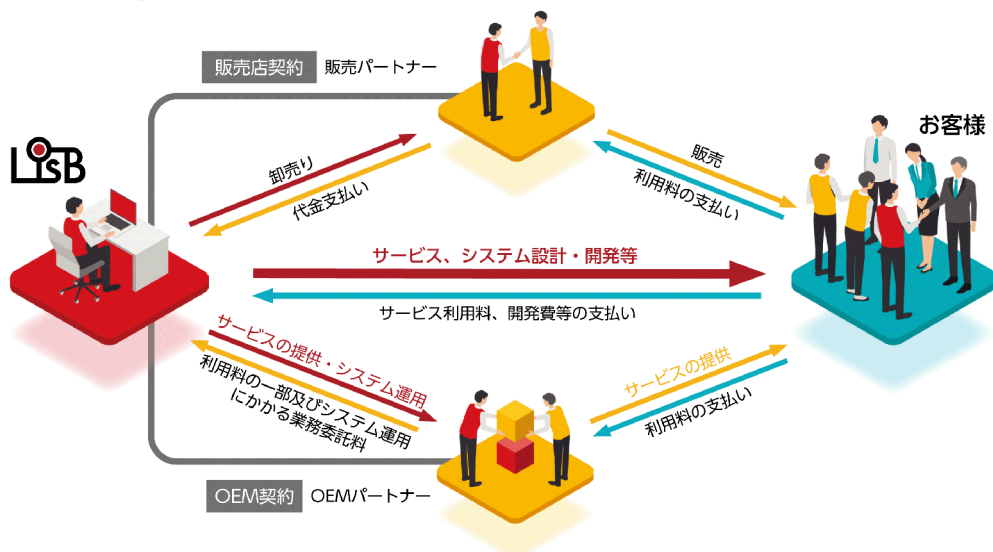 販売店契約 販売パートナー
お客様
L is B
卸売り
代金支払い
販売
利用料の支払い
サービス、システム設計・開発等
サービス利用料、開発費等の支払い
サービスの提供・システム運用
利用料の一部及びシステム運用
にかかる業務委託料
サービスの提供
利用料の支払い
OEM契約 OEMパートナー